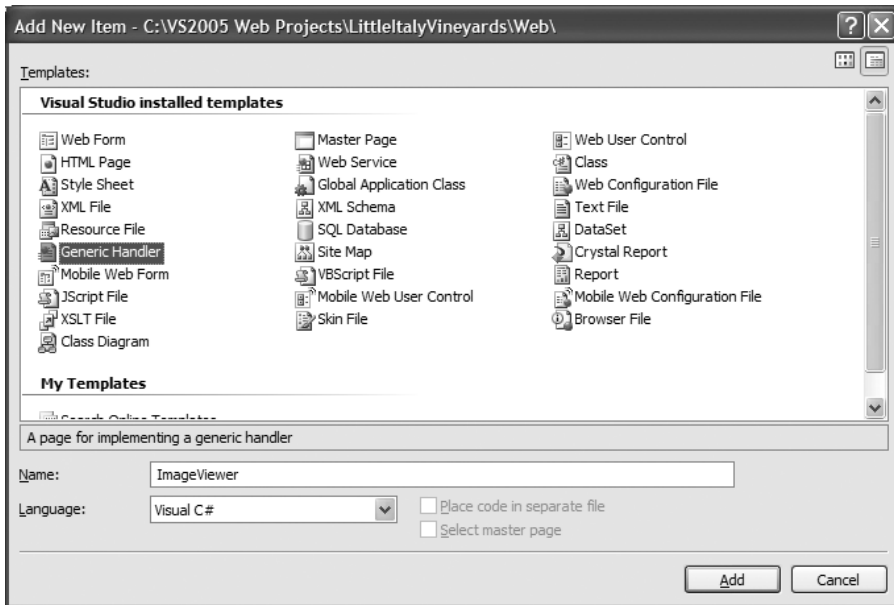 Add New Item - C:\VS2005 Web Projects\LittleItalyVineyards\Web\
Templates:
Visual Studio installed templates
Web Form
Master Page
Web User Control
HTML Page
Web Service
Class
Style Sheet
Global Application Class
Web Configuration File
XML File
XML Schema
Text File
Resource File
SQL Database
DataSet
Generic Handler
Site Map
Crystal Report
Mobile Web Form
VBScript File
Report
JScript File
Mobile Web User Control
Mobile Web Configuration File
XSLT File
Skin File
Browser File
Class Diagram
My Templates
Search Online Templates
A page for implementing a generic handler
Name:
ImageViewer
Language:
Visual C#
Place code in separate file
Select master page
Add
Cancel